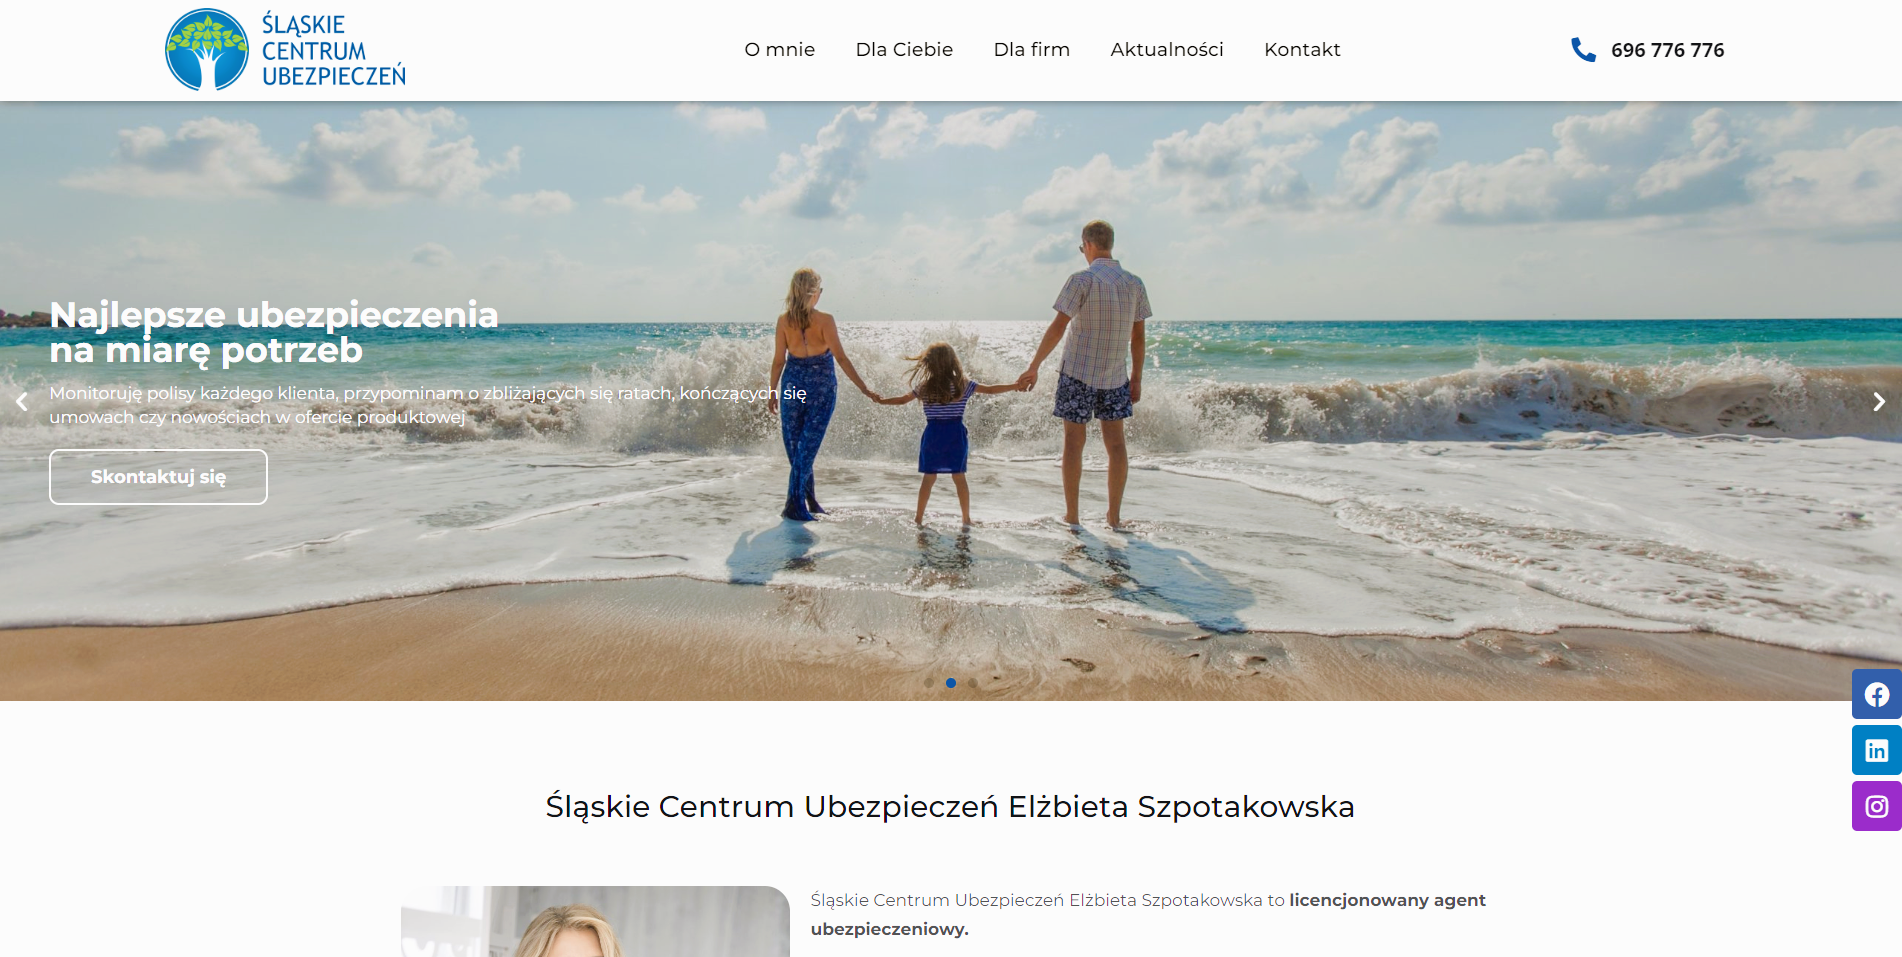 ŚLĄSKIE
CENTRUM
UBEZPIECZEŃ
O mnie
Dla Ciebie
Dla firm
Aktualności
Kontakt
696 776 776
Najlepsze ubezpieczenia
na miarę potrzeb
Monitoruję polisy każdego klienta, przypominam o zbliżających się ratach, kończących się
umowach czy nowościach w ofercie produktowej
Skontaktuj się
Śląskie Centrum Ubezpieczeń Elżbieta Szpotakowska
Śląskie Centrum Ubezpieczeń Elżbieta Szpotakowska to licencjonowany agent
ubezpieczeniowy.